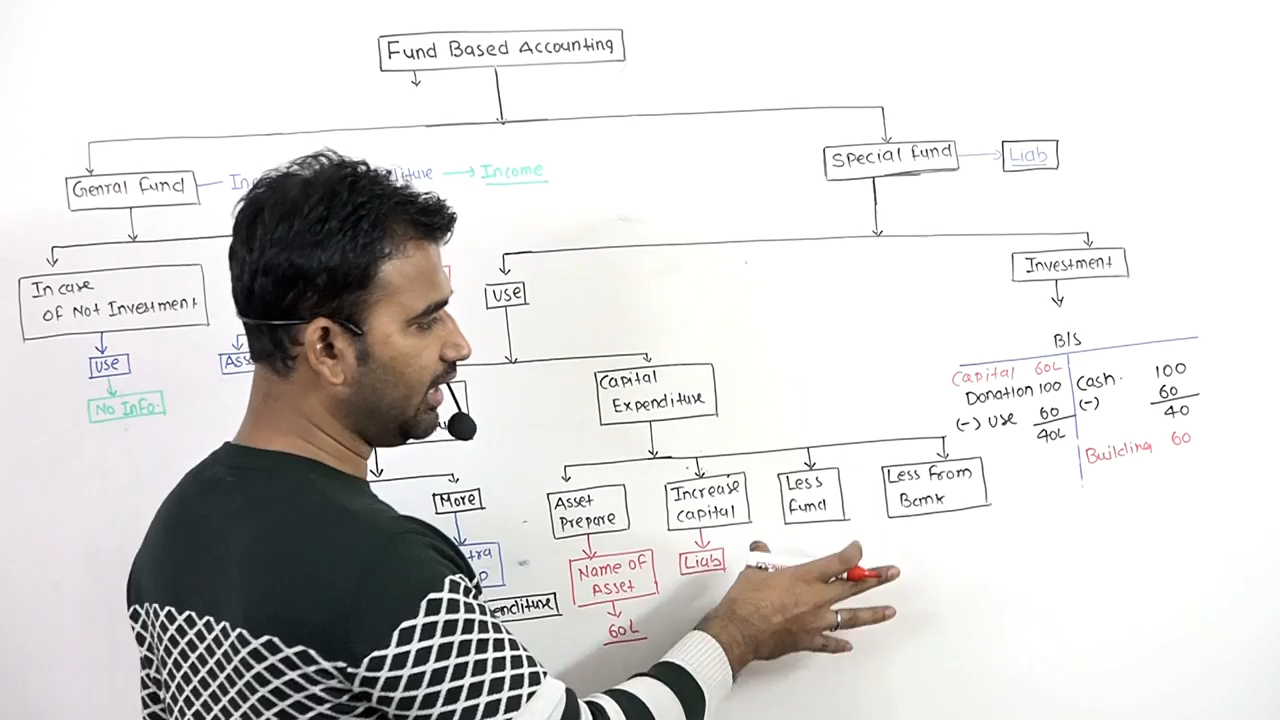 Fund Based Accounting
Genral fund
Income
Special fund
Liab
In case
of Not Investment
use
No Info.
Use
Investment
Capital
Expenditure
More
Asset
Prepare
Name of
Asset
60L
Increase
capital
Liab
Less
fund
Less from
Bank
B/S
Capital 60L
Donation 100
(-) use 60
40L
Cash. 100
(-) 60
40
Building 60